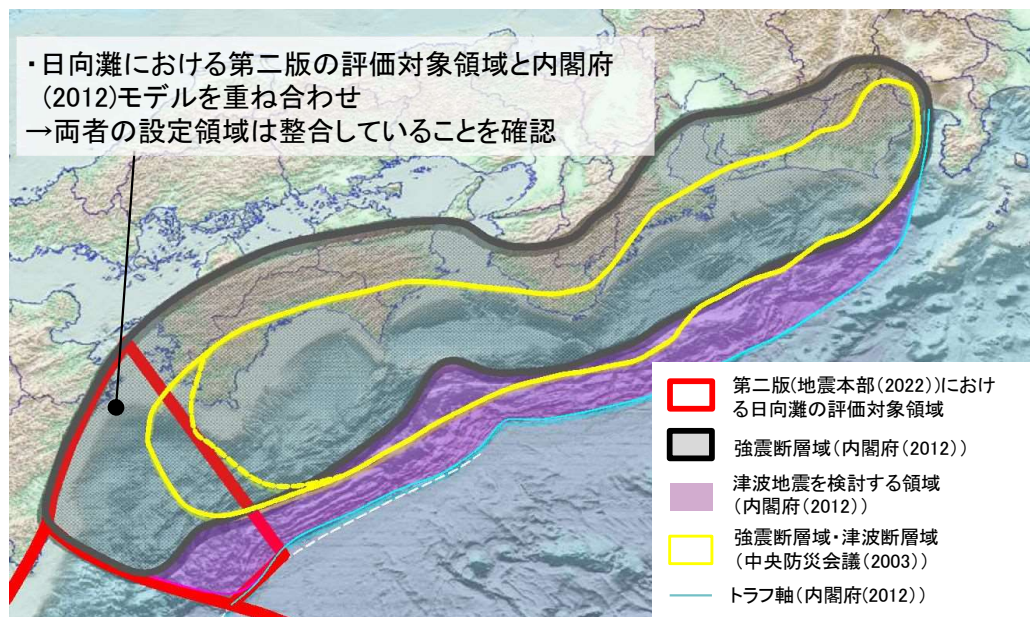 ・日向灘における第二版の評価対象領域と内閣府
(2012)モデルを重ね合わせ
→両者の設定領域は整合していることを確認
第二版(地震本部(2022))におけ
る日向灘の評価対象領域
強震断層域(内閣府(2012))
津波地震を検討する領域
(内閣府(2012))
強震断層域・津波断層域
(中央防災会議(2003))
トラフ軸(内閣府(2012))